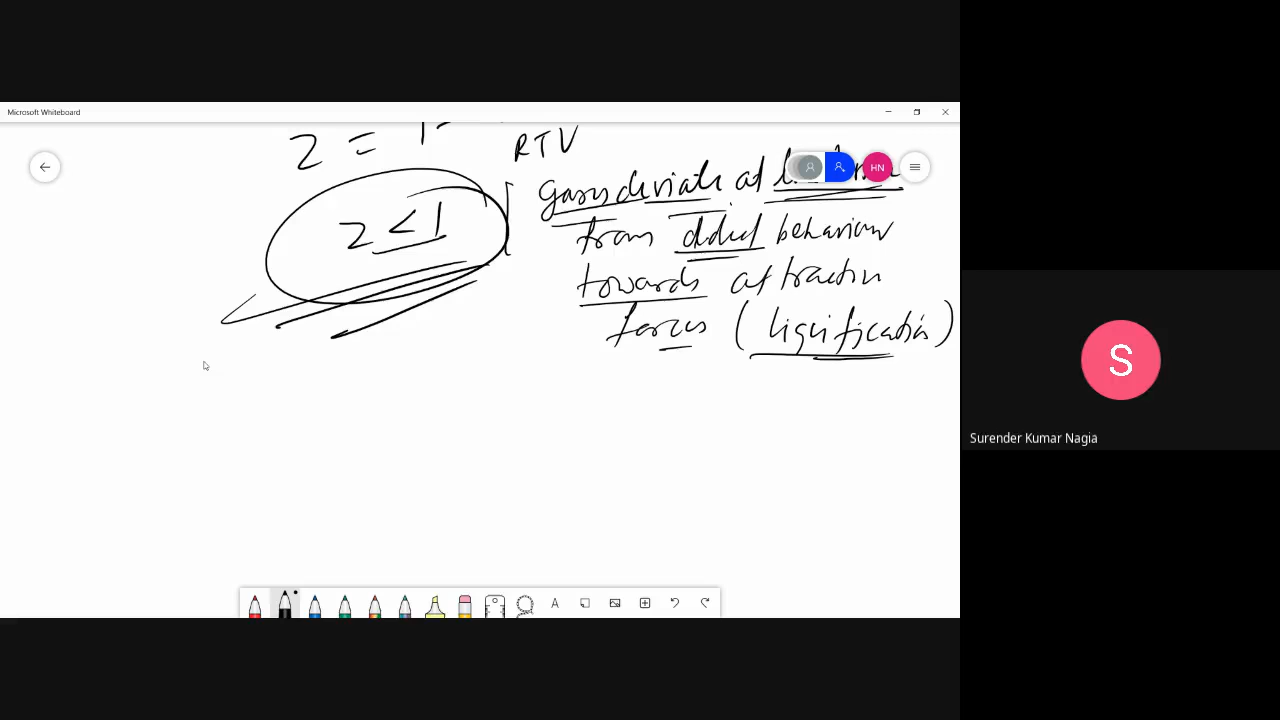 Microsoft Whiteboard
Z = 1-
RTV
Z < 1
gases deviate at
HN
from ideal behaviour
towards attraction
forces (liquification)
S
Surender Kumar Nagia
A